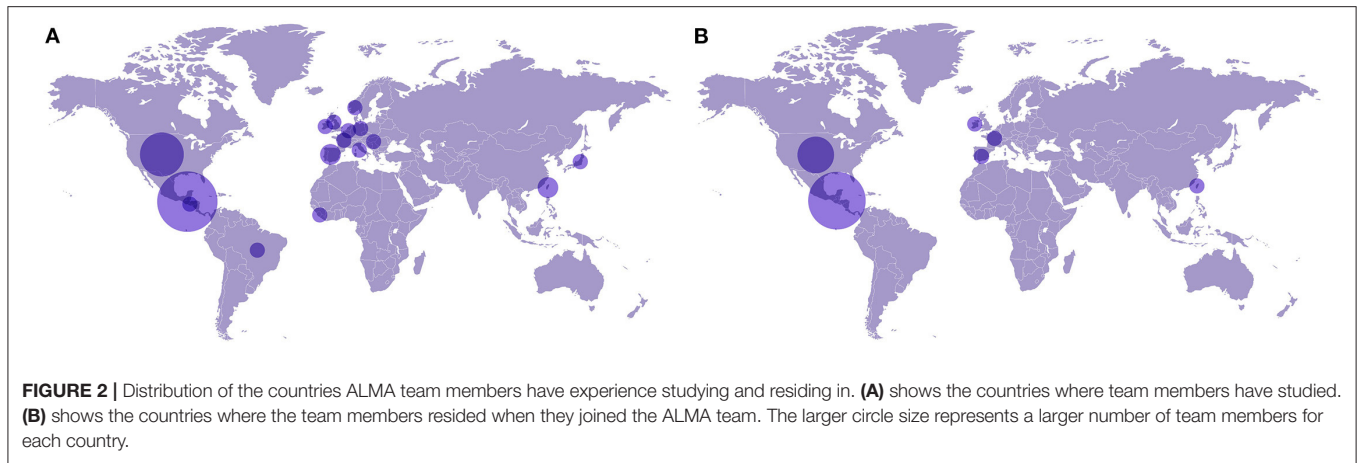 A
B
FIGURE 2 | Distribution of the countries ALMA team members have experience studying and residing in. (A) shows the countries where team members have studied.
(B) shows the countries where the team members resided when they joined the ALMA team. The larger circle size represents a larger number of team members for
each country.